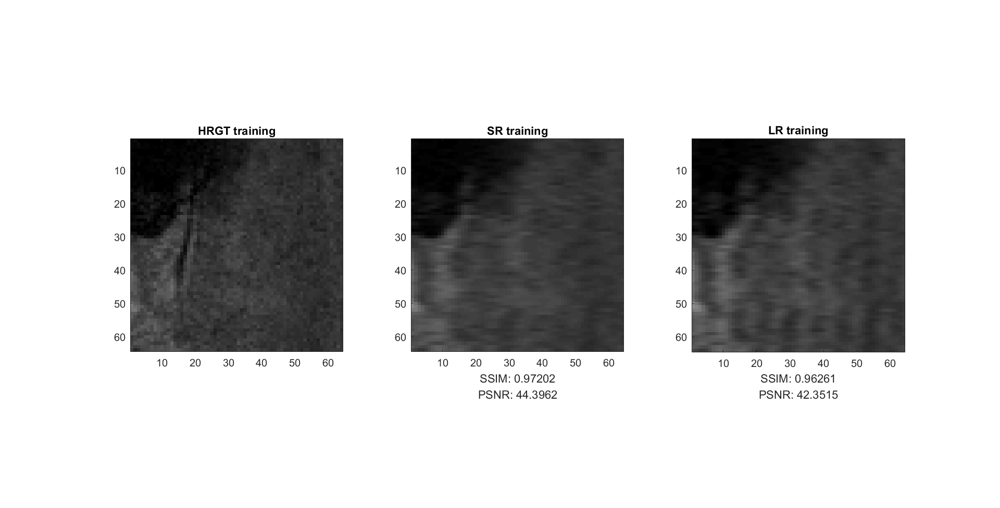 HRGT training
10
20
30
40
50
60
10 20 30 40 50 60
SR training
10
20
30
40
50
60
10 20 30 40 50 60
SSIM: 0.97202
PSNR: 44.3962
LR training
10
20
30
40
50
60
10 20 30 40 50 60
SSIM: 0.96261
PSNR: 42.3515